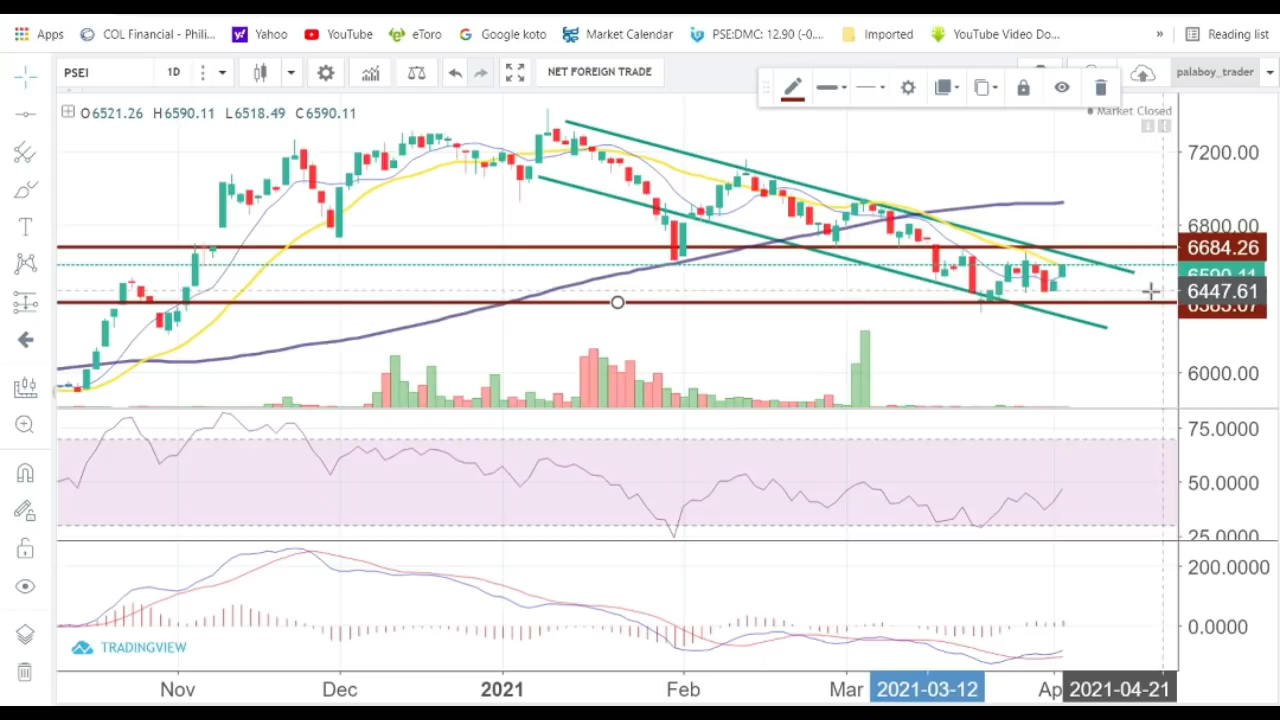 Apps COL Financial - Phili... Yahoo YouTube eToro Google koto Market Calendar PSE:DMC: 12.90 (-0.... Imported YouTube Video Do... » Reading list
PSEI 1D NET FOREIGN TRADE palaboy_trader
O6521.26 H6590.11 L6518.49 C6590.11
Market Closed
7200.00
6800.00
6684.26
6590.11
6447.61
6000.00
75.0000
50.0000
25.0000
200.0000
0.0000
TRADINGVIEW
Nov Dec 2021 Feb Mar 2021-03-12 Ap 2021-04-21